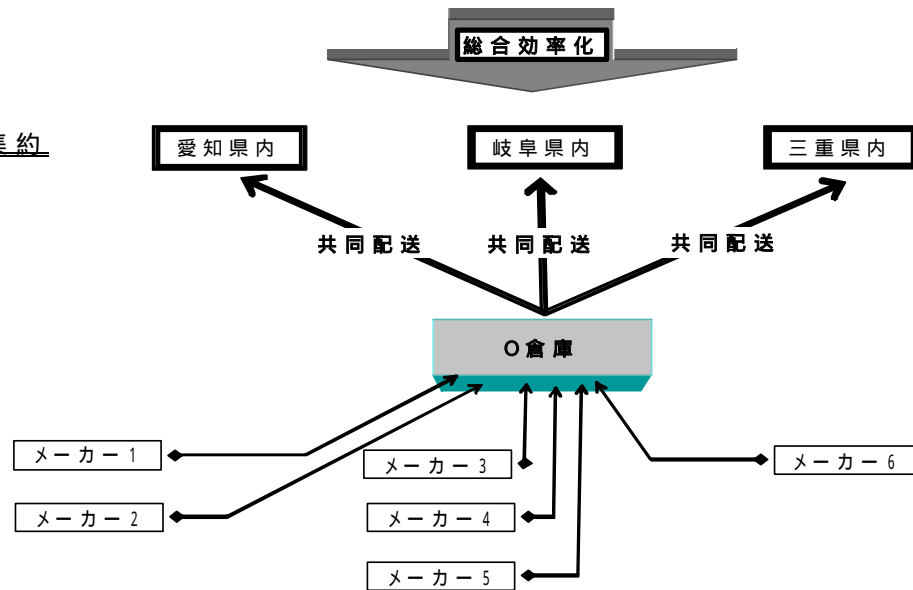 総合効率化
集約
愛知県内
岐阜県内
三重県内
共同配送
共同配送
共同配送
O倉庫
メーカー1
メーカー3
メーカー6
メーカー2
メーカー4
メーカー5